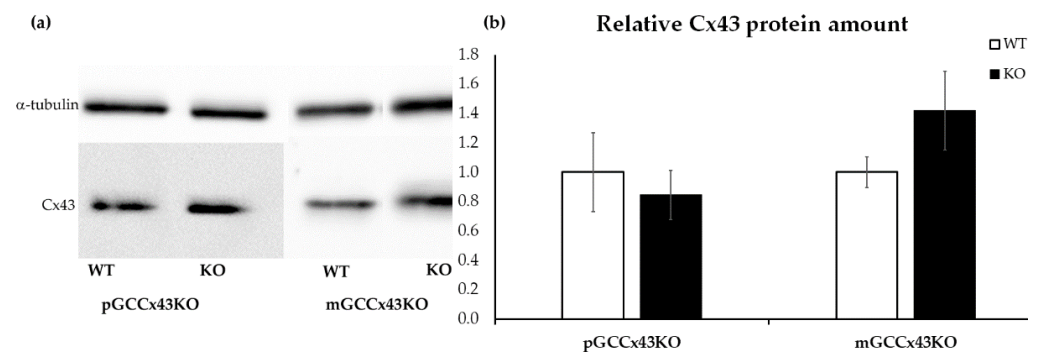 (a)
α-tubulin
Cx43
WT KO WT KO
pGCCx43KO mGCCx43KO
(b)
Relative Cx43 protein amount
WT
KO
1.8
1.6
1.4
1.2
1.0
0.8
0.6
0.4
0.2
0.0
pGCCx43KO mGCCx43KO